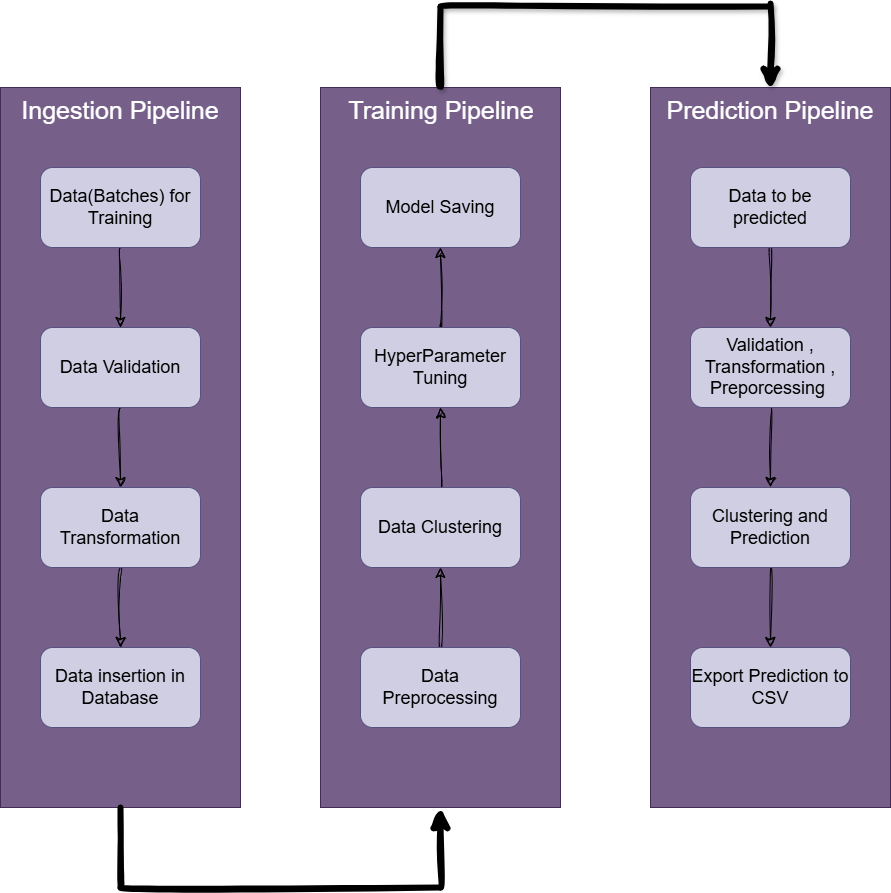 Ingestion Pipeline
Data(Batches) for
Training
Data Validation
Data
Transformation
Data insertion in
Database
Training Pipeline
Model Saving
HyperParameter
Tuning
Data Clustering
Data
Preprocessing
Prediction Pipeline
Data to be
predicted
Validation ,
Transformation ,
Preporcessing
Clustering and
Prediction
Export Prediction to
CSV